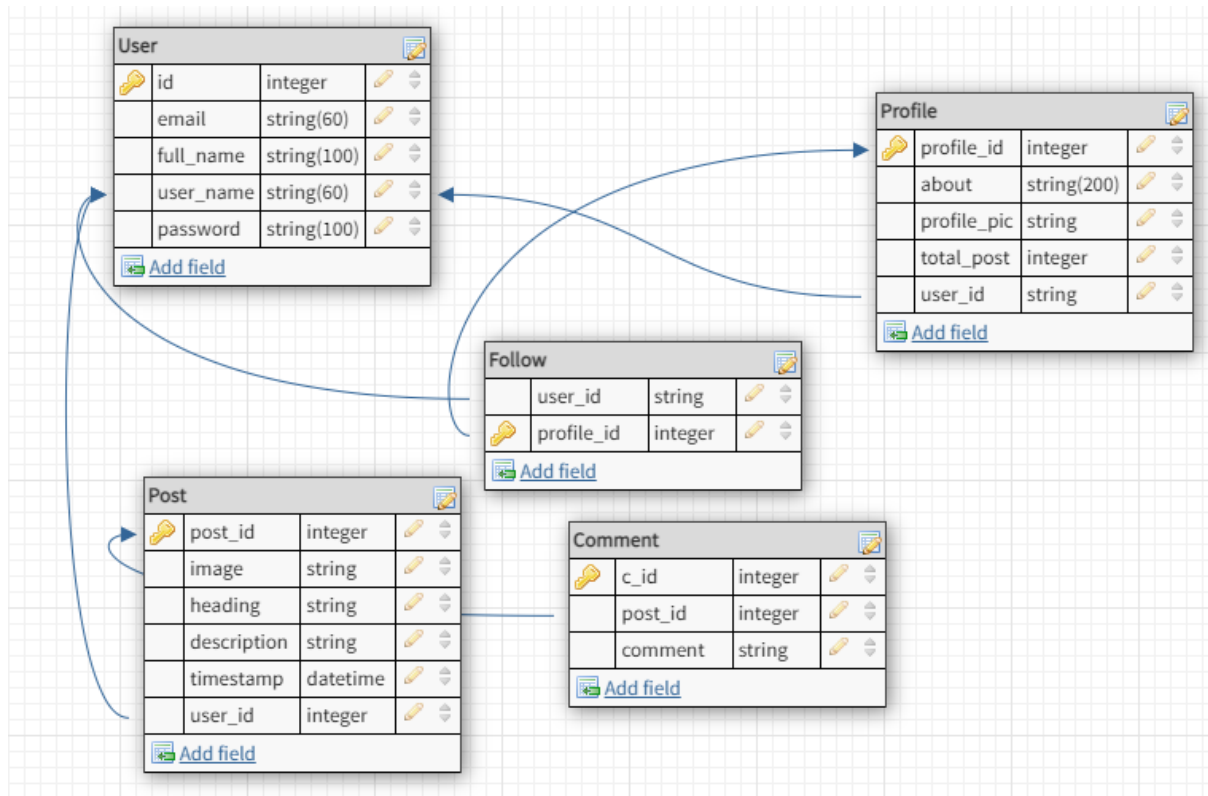 User
id integer
email string(60)
full_name string(100)
user_name string(60)
password string(100)
Add field
Profile
profile_id integer
about string(200)
profile_pic string
total_post integer
user_id string
Add field
Follow
user_id string
profile_id integer
Add field
Post
post_id integer
image string
heading string
description string
timestamp datetime
user_id integer
Add field
Comment
c_id integer
post_id integer
comment string
Add field